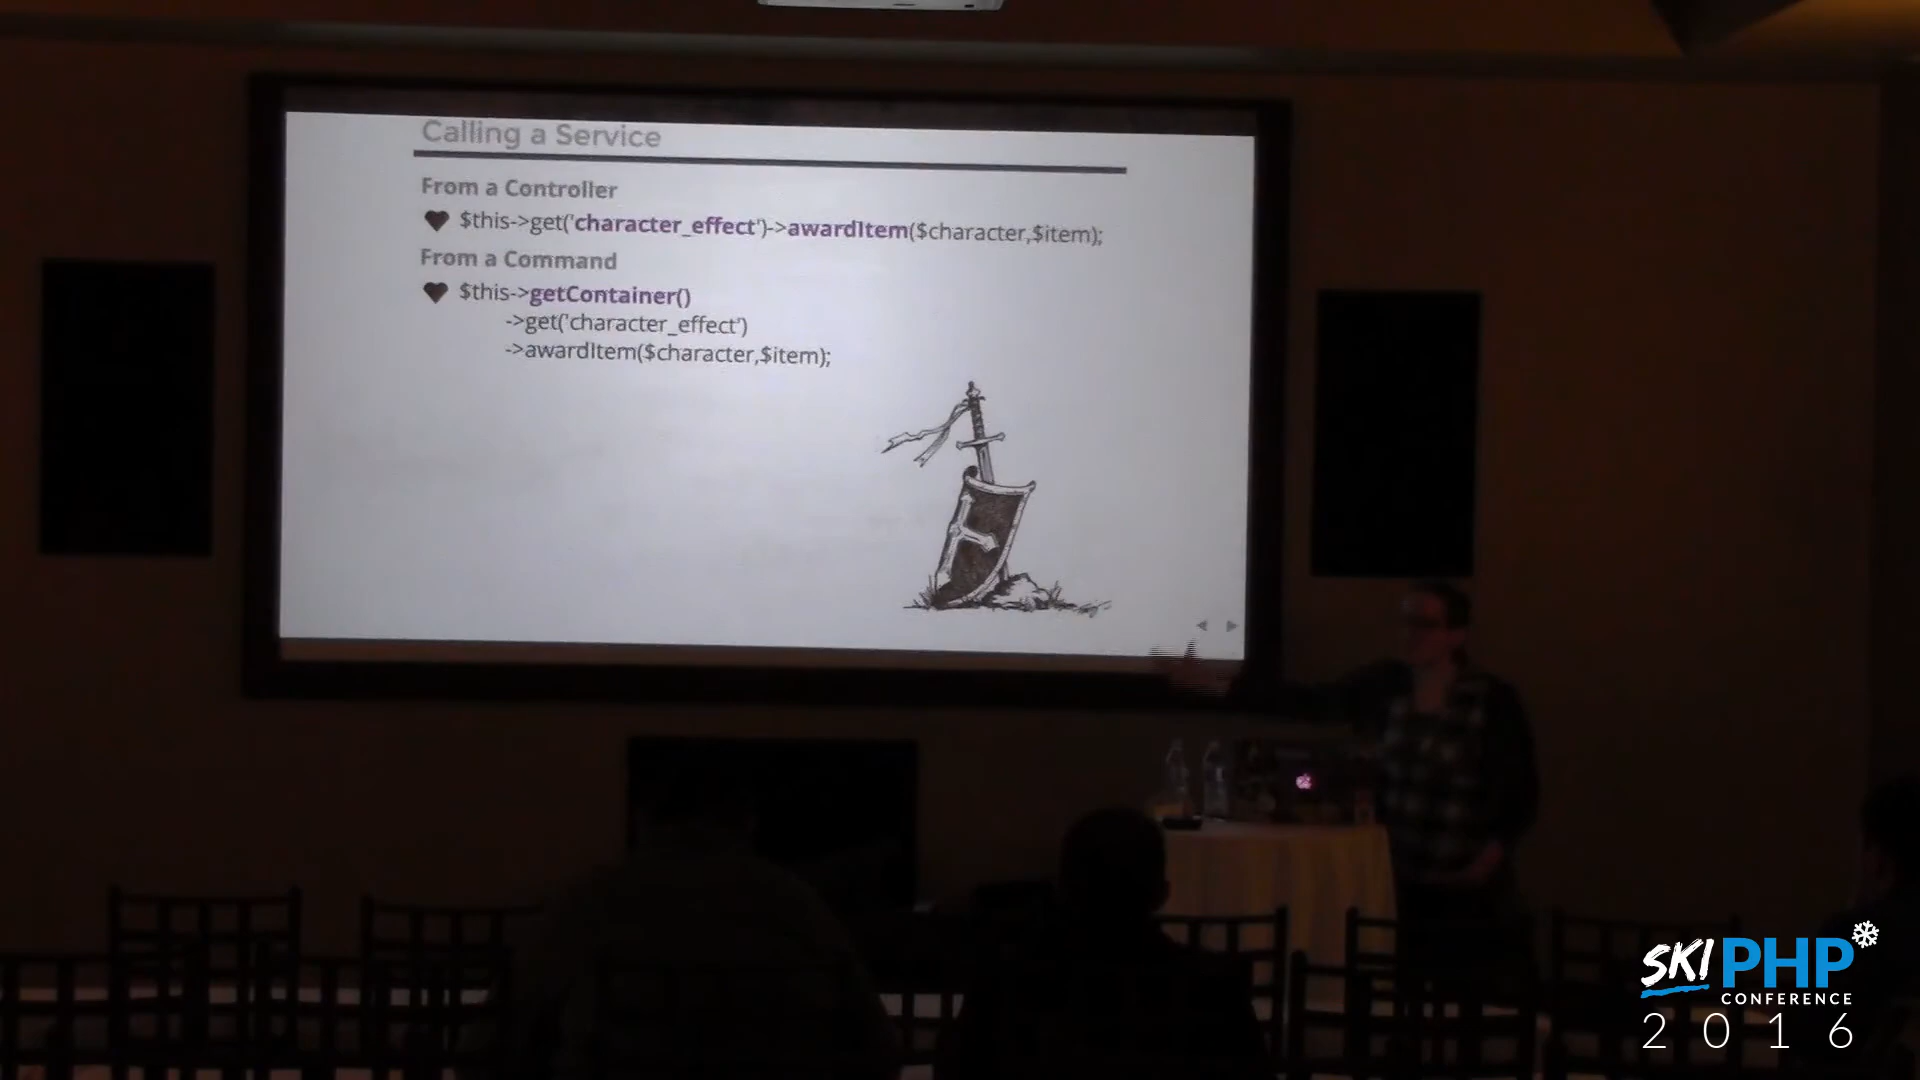 Calling a Service
From a Controller
$this->get('character_effect')->awardItem($character,$item);
From a Command
$this->getContainer()
->get('character_effect')
->awardItem($character,$item);
SKI PHP
CONFERENCE
2016